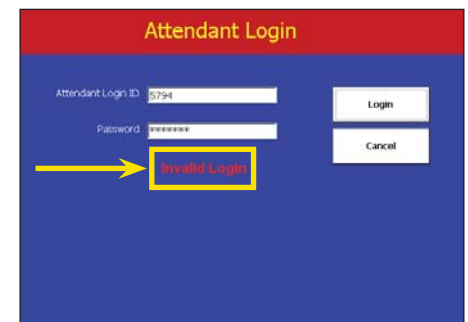 Attendant Login
Attendant Login ID 5794
Login
Password *******
Cancel
Invalid Login